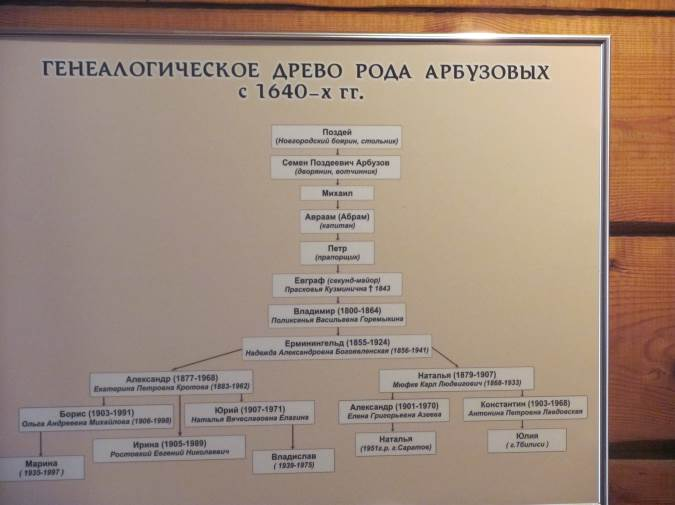 ГЕНЕАЛОГИЧЕСКОЕ ДРЕВО РОДА АРБУЗОВЫХ
с 1640-х гг.
Поздей
(Новгородский боярин, стольник)
Семен Поздеевич Арбузов
(дворянин, вотчинник)
Михаил
Авраам (Абрам)
(капитан)
Петр
(прапорщик)
Евграф (секунд-майор)
Прасковья Кузминична † 1843
Владимир (1800-1864)
Поликсенья Васильевна Горемыкина
Ерминингельд (1855-1924)
Надежда Александровна Богоявленская (1856-1941)
Александр (1877-1968)
Екатерина Петровна Кротова (1883-1962)
Наталья (1879-1907)
Мюфке Карл Людвигович (1868-1933)
Борис (1903-1991)
Ольга Андреевна Михайлова (1906-1998)
Юрий (1907-1971)
Наталья Вячеславовна Елагина
Александр (1901-1970)
Елена Григорьевна Азеева
Константин (1903-1968)
Антонина Петровна Лавдовская
Марина
(1935-1997)
Ирина (1905-1989)
Ростовкий Евгений Николаевич
Владислав
(1939-1975)
Наталья
(1951г.р. г.Саратов)
Юлия
(г.Тбилиси)